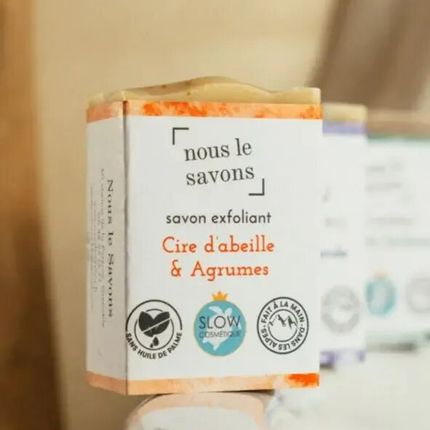 nous le
savons
savon exfoliant
Cire d'abeille
& Agrumes
SANS HUILE DE PALME
SLOW
COSMÉTIQUE
FAIT À LA MAIN
DANS LES ALPES
Nous le Savons